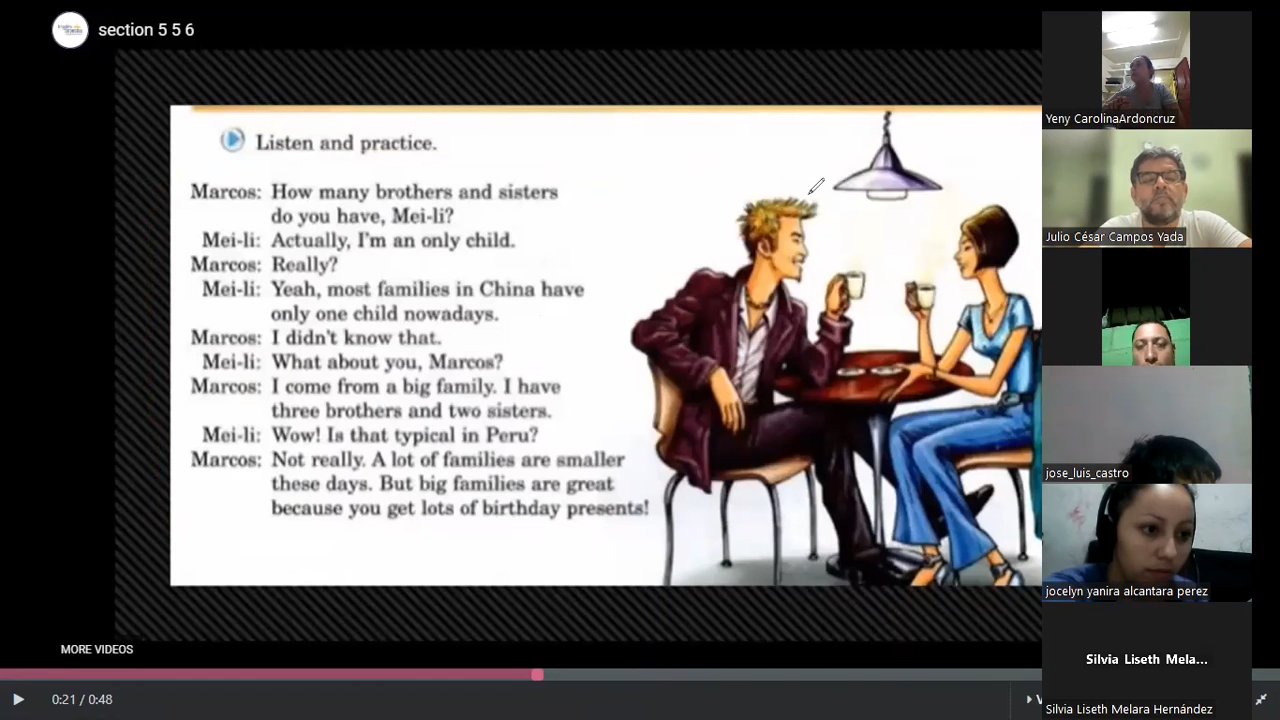 section 5 5 6
Listen and practice.
Marcos: How many brothers and sisters
do you have, Mei-li?
Mei-li: Actually, I'm an only child.
Marcos: Really?
Mei-li: Yeah, most families in China have
only one child nowadays.
Marcos: I didn't know that.
Mei-li: What about you, Marcos?
Marcos: I come from a big family. I have
three brothers and two sisters.
Mei-li: Wow! Is that typical in Peru?
Marcos: Not really. A lot of families are smaller
these days. But big families are great
because you get lots of birthday presents!
MORE VIDEOS
0:21 / 0:48
Yeny CarolinaArdoncruz
Julio César Campos Yada
jose_luis_castro
jocelyn yanira alcantara perez
Silvia Liseth Mela...
Silvia Liseth Melara Hernández